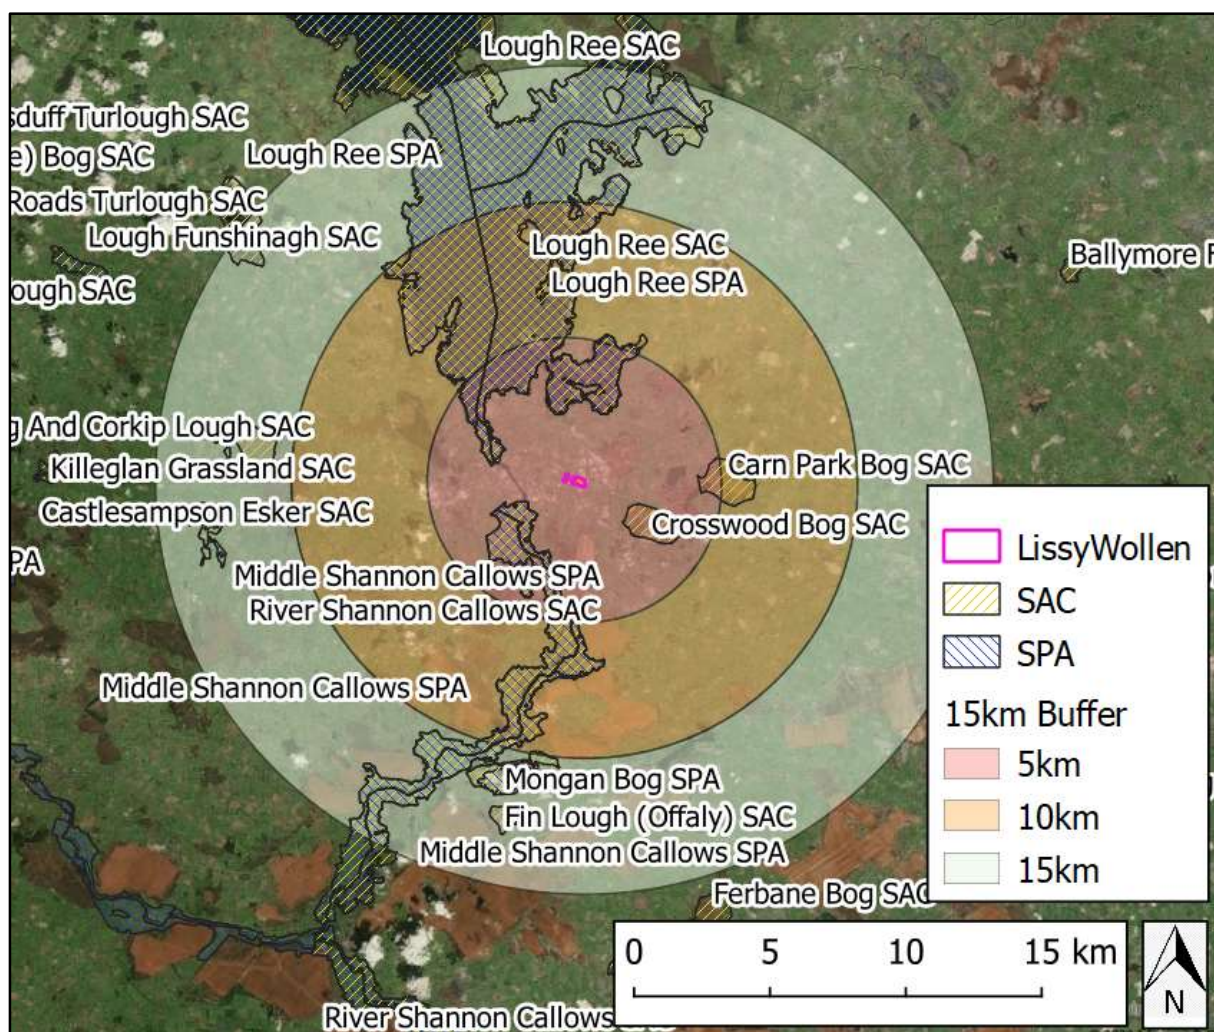 Lough Ree SAC
sduff Turlough SAC
e) Bog SAC
Lough Ree SPA
Roads Turlough SAC
Lough Funshinagh SAC
Lough Ree SAC
Ballymore F
Lough Ree SPA
ough SAC
g And Corkip Lough SAC
Killeglan Grassland SAC
Carn Park Bog SAC
Castlesampson Esker SAC
Crosswood Bog SAC
PA
Middle Shannon Callows SPA
River Shannon Callows SAC
Middle Shannon Callows SPA
Mongan Bog SPA
Fin Lough (Offaly) SAC
Middle Shannon Callows SPA
Ferbane Bog SAC
River Shannon Callows SAC
LissyWollen
SAC
SPA
15km Buffer
5km
10km
15km
0 5 10 15 km
N